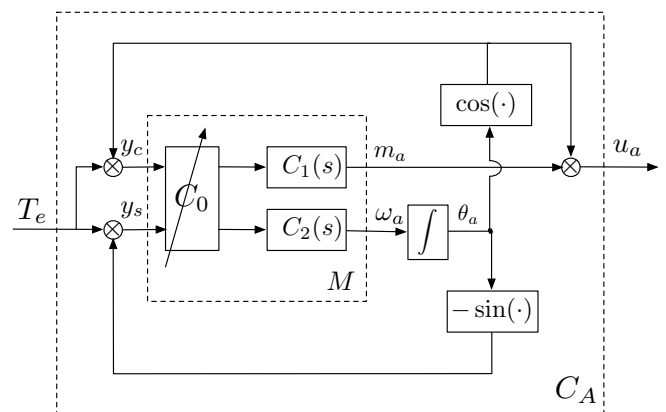 cos(·)
y_c
C_1(s)
m_a
u_a
T_e
C_0
y_s
C_2(s)
ω_a
∫
θ_a
M
− sin(·)
C_A